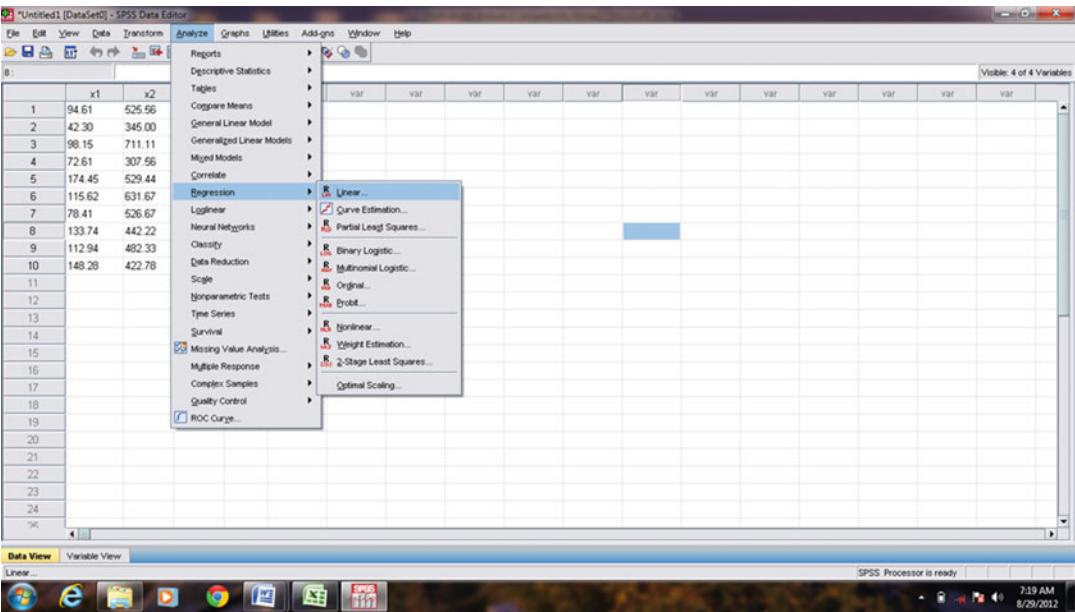 *Untitled1 [DataSet0] - SPSS Data Editor
File Edit View Data Transform Analyze Graphs Utilities Add-ons Window Help
8 :
Visible: 4 of 4 Variables
x1 x2 var var var var var var var var var var var
1 94.61 525.56
2 42.30 345.00
3 98.15 711.11
4 72.61 307.56
5 174.45 529.44
6 115.62 631.67
7 78.41 526.67
8 133.74 442.22
9 112.94 482.33
10 148.28 422.78
11
12
13
14
15
16
17
18
19
20
21
22
23
24
Reports
Descriptive Statistics
Tables
Compare Means
General Linear Model
Generalized Linear Models
Mixed Models
Correlate
Regression
Loglinear
Neural Networks
Classify
Data Reduction
Scale
Nonparametric Tests
Time Series
Survival
Missing Value Analysis...
Multiple Response
Complex Samples
Quality Control
ROC Curve...
Linear...
Curve Estimation...
Partial Least Squares...
Binary Logistic...
Multinomial Logistic...
Ordinal...
Probit...
Nonlinear...
Weight Estimation...
2-Stage Least Squares...
Optimal Scaling...
Data View Variable View
Linear...
SPSS Processor is ready
SPSS
7:19 AM
8/29/2012